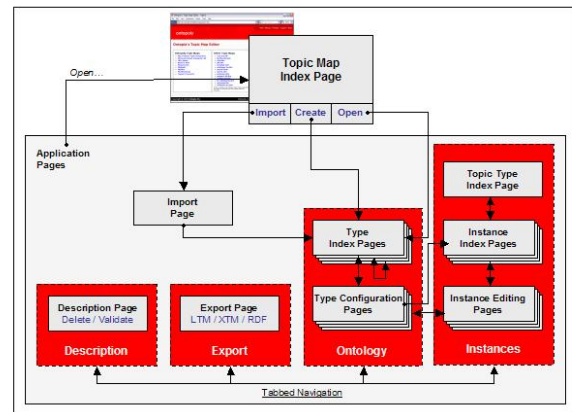 Topic Map
Index Page
Import
Create
Open
Open...
Application
Pages
Import
Page
Topic Type
Index Page
Type
Index Pages
Instance
Index Pages
Type Configuration
Pages
Instance Editing
Pages
Description Page
Delete / Validate
Export Page
LTM / XTM / RDF
Description
Export
Ontology
Instances
Tabbed Navigation